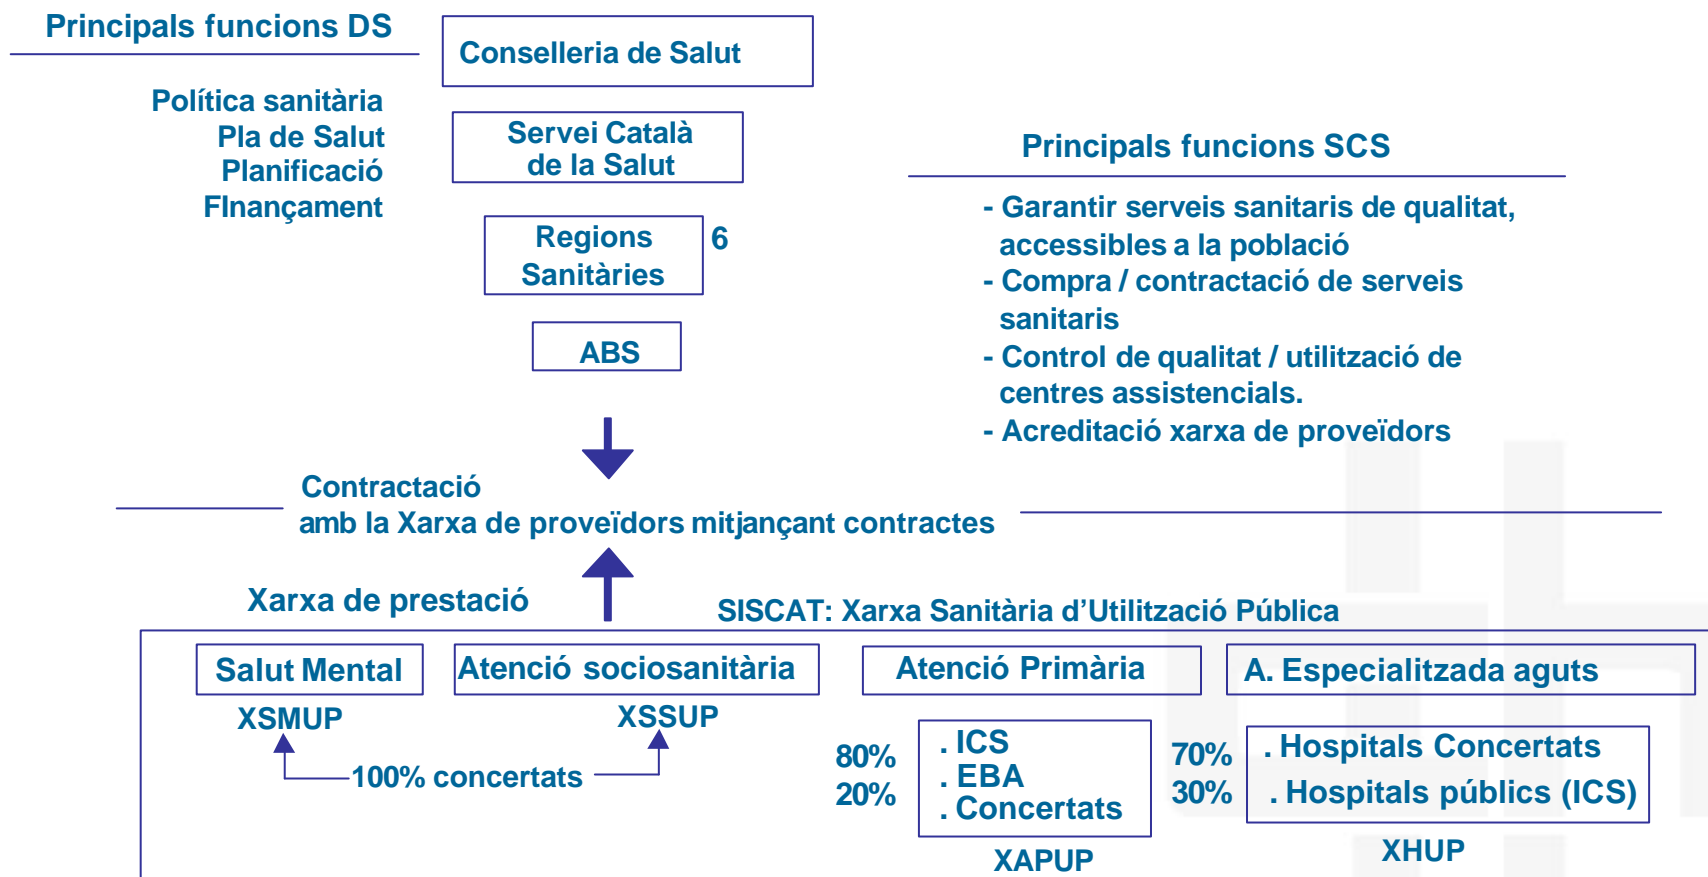 Principals funcions DS
Política sanitària
Pla de Salut
Planificació
FInançament
Conselleria de Salut
Servei Català
de la Salut
Regions
Sanitàries
6
ABS
Principals funcions SCS
- Garantir serveis sanitaris de qualitat,
accessibles a la població
- Compra / contractació de serveis
sanitaris
- Control de qualitat / utilització de
centres assistencials.
- Acreditació xarxa de proveïdors
Contractació
amb la Xarxa de proveïdors mitjançant contractes
Xarxa de prestació
SISCAT: Xarxa Sanitària d’Utilització Pública
Salut Mental
XSMUP
Atenció sociosanitària
XSSUP
100% concertats
Atenció Primària
80%
20%
. ICS
. EBA
. Concertats
XAPUP
A. Especialitzada aguts
70% . Hospitals Concertats
30% . Hospitals públics (ICS)
XHUP